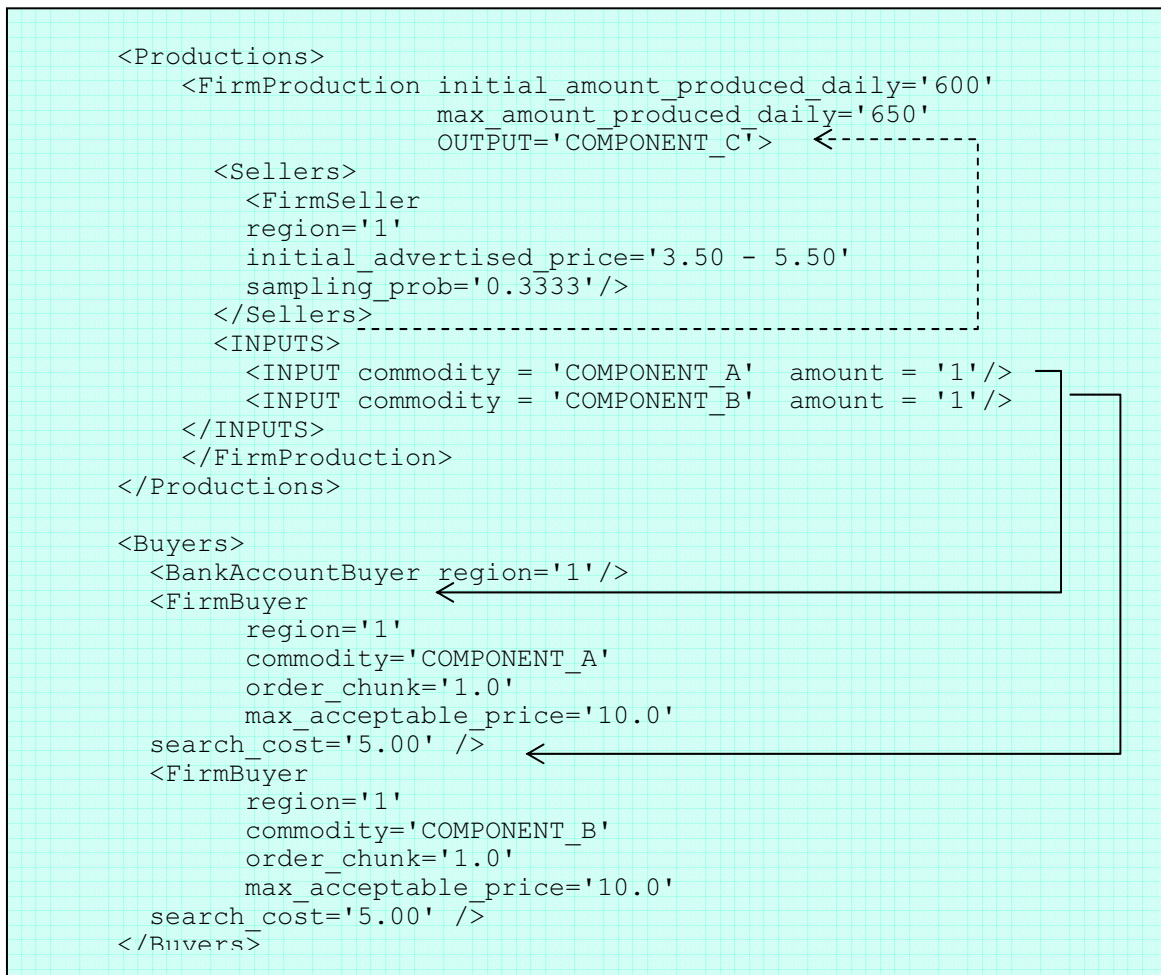 <Productions>
    <FirmProduction initial_amount_produced_daily='600'
                    max_amount_produced_daily='650'
                    OUTPUT='COMPONENT_C'>
      <Sellers>
        <FirmSeller
        region='1'
        initial_advertised_price='3.50 - 5.50'
        sampling_prob='0.3333'/>
      </Sellers>
      <INPUTS>
        <INPUT commodity = 'COMPONENT_A'  amount = '1'/>
        <INPUT commodity = 'COMPONENT_B'  amount = '1'/>
    </INPUTS>
    </FirmProduction>
</Productions>

<Buyers>
  <BankAccountBuyer region='1'/>
  <FirmBuyer
        region='1'
        commodity='COMPONENT_A'
        order_chunk='1.0'
        max_acceptable_price='10.0'
  search_cost='5.00' />
  <FirmBuyer
        region='1'
        commodity='COMPONENT_B'
        order_chunk='1.0'
        max_acceptable_price='10.0'
  search_cost='5.00' />
</Buyers>